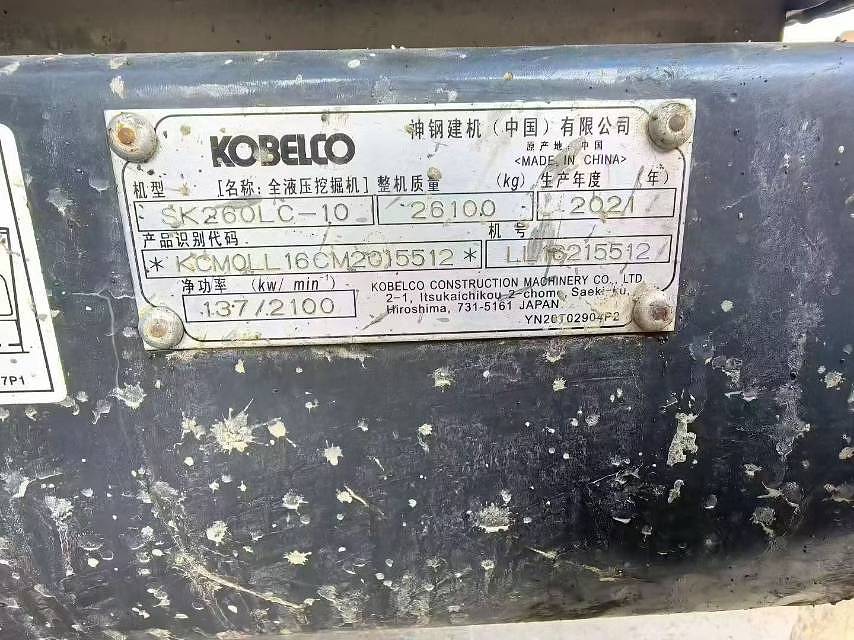 KOBELCO 神钢建机（中国）有限公司
原产地：中国
<MADE IN CHINA>
机型 [名称：全液压挖掘机] 整机质量 (kg) 生产年度 年)
SK260LC-10 26100 2021
产品识别代码 机号
* KCM0LL16CM2015512 * LL16215512
净功率 (kw/ min⁻¹)
137/2100
KOBELCO CONSTRUCTION MACHINERY CO., LTD
2-1, Itsukaichikou 2-chome Saeki-ku,
Hiroshima, 731-5161 JAPAN
YN20T02904P2
7P1